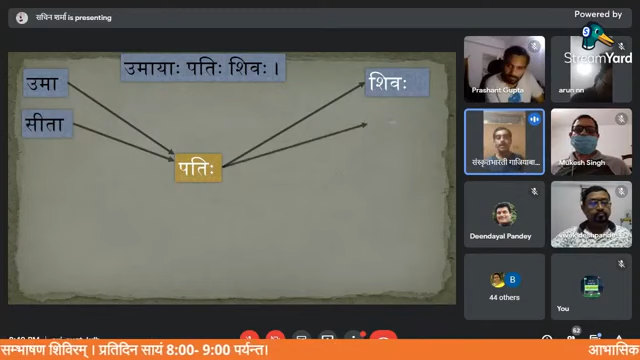 सचिन शर्मा is presenting
Powered by
StreamYard
उमायाः पतिः शिवः ।
उमा
शिवः
सीता
पतिः
Prashant Gupta
arun nn
संस्कृतभारती गाजियाबा...
Mukesh Singh
Deendayal Pandey
B
44 others
You
62
सम्भाषण शिविरम् । प्रतिदिन सायं 8:00- 9:00 पर्यन्त।
आभासिक